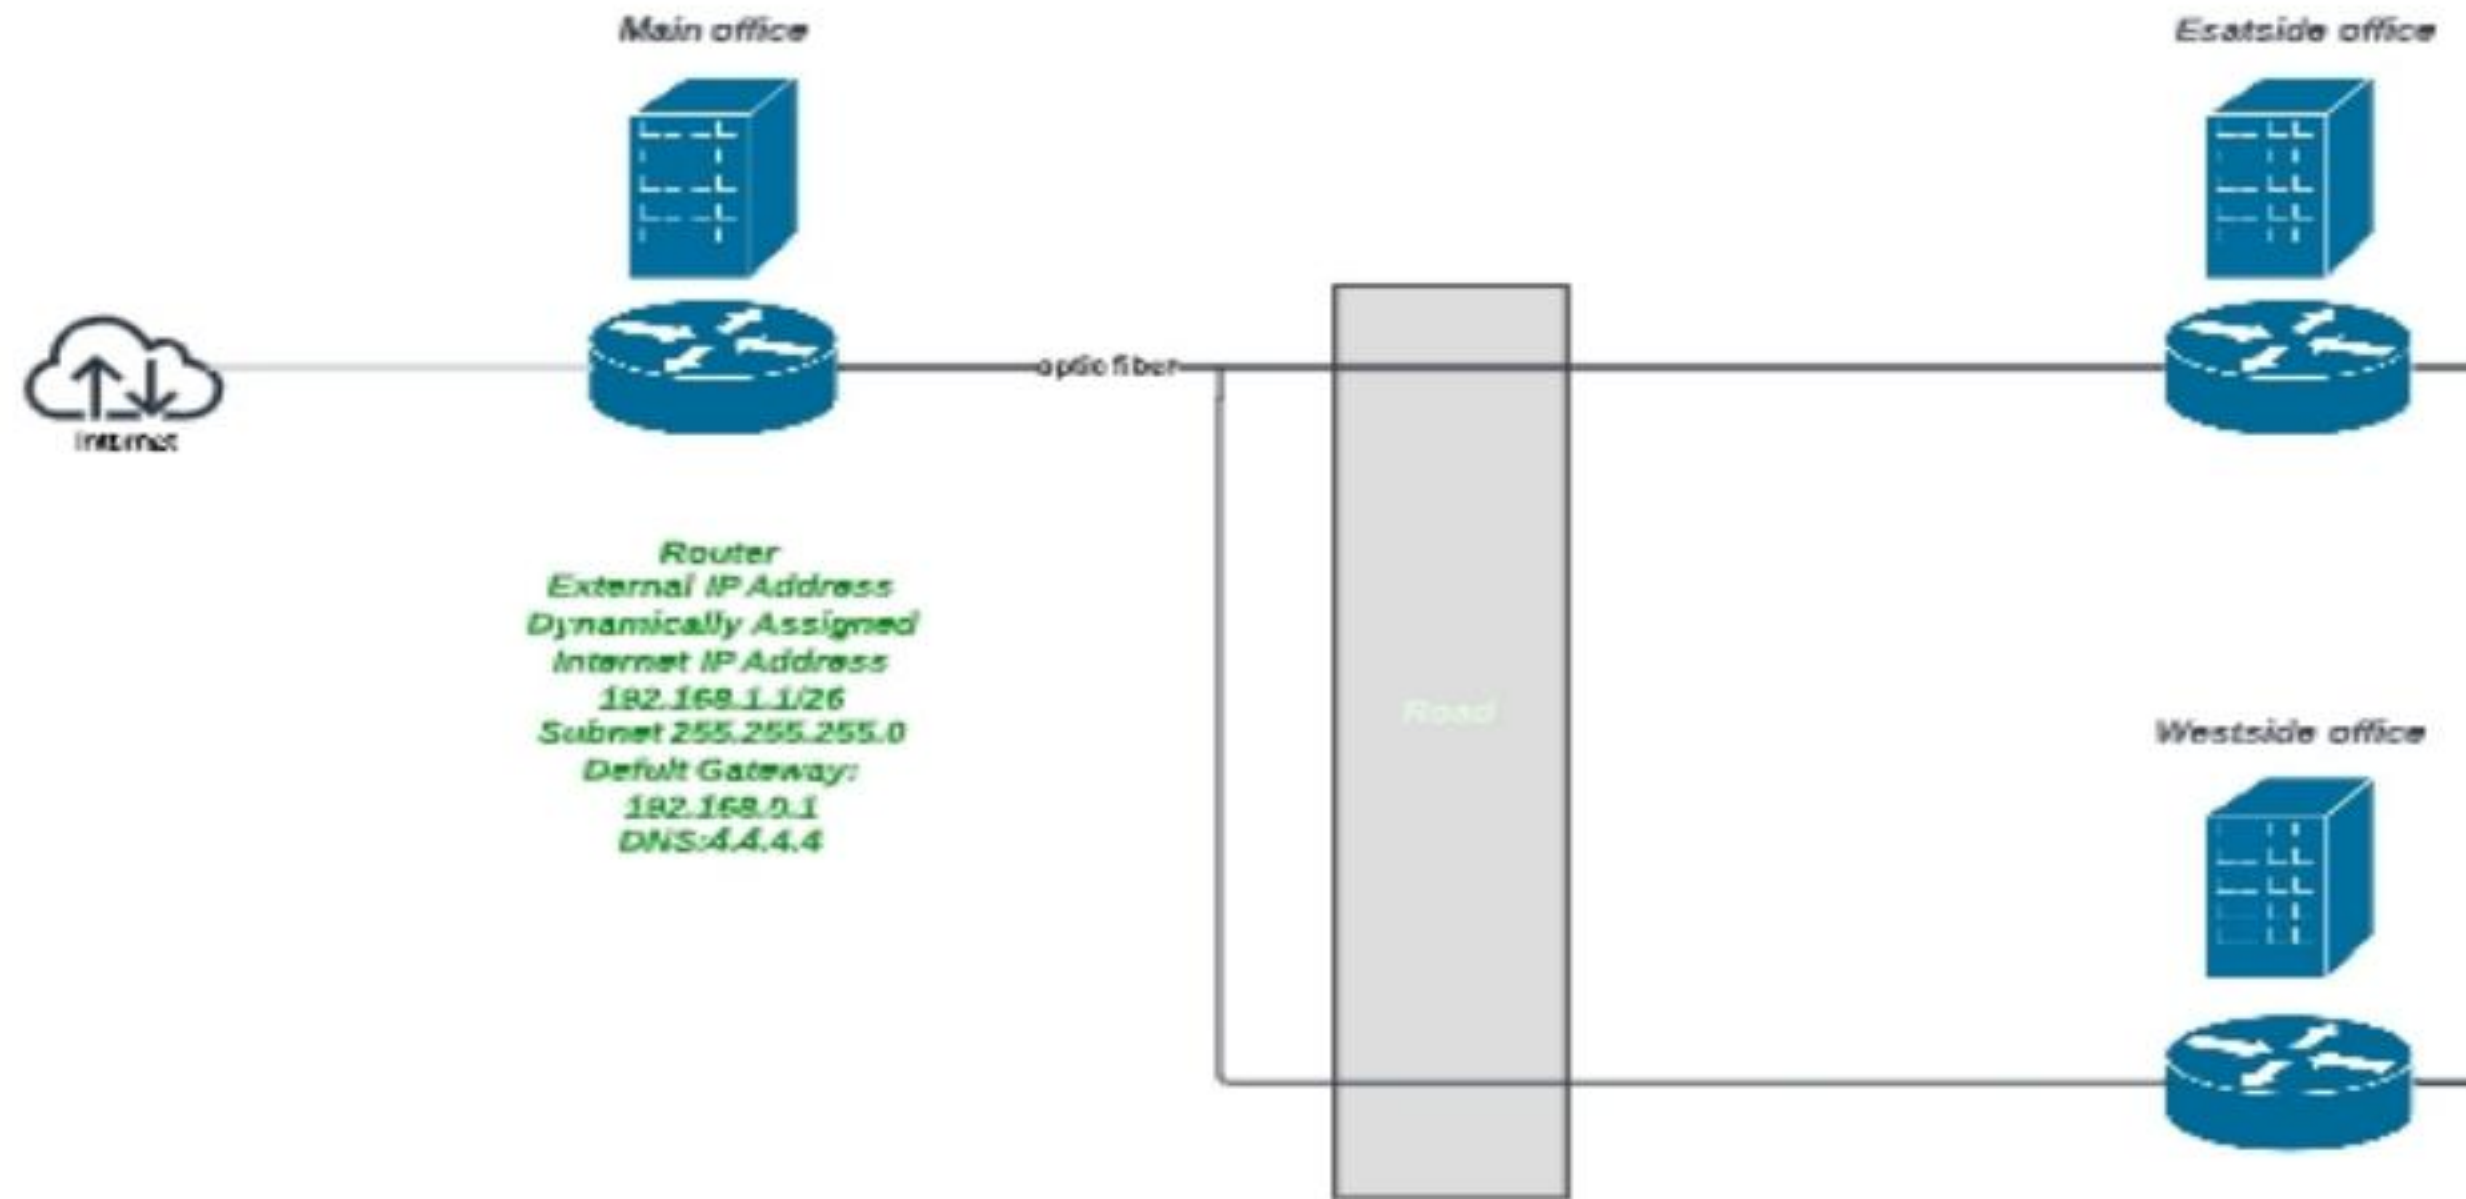 Main office
Esatside office
Internet
optic fiber
Router
External IP Address
Dynamically Assigned
Internet IP Address
192.168.1.1/26
Subnet 255.255.255.0
Defult Gateway:
192.168.0.1
DNS:4.4.4.4
Road
Westside office